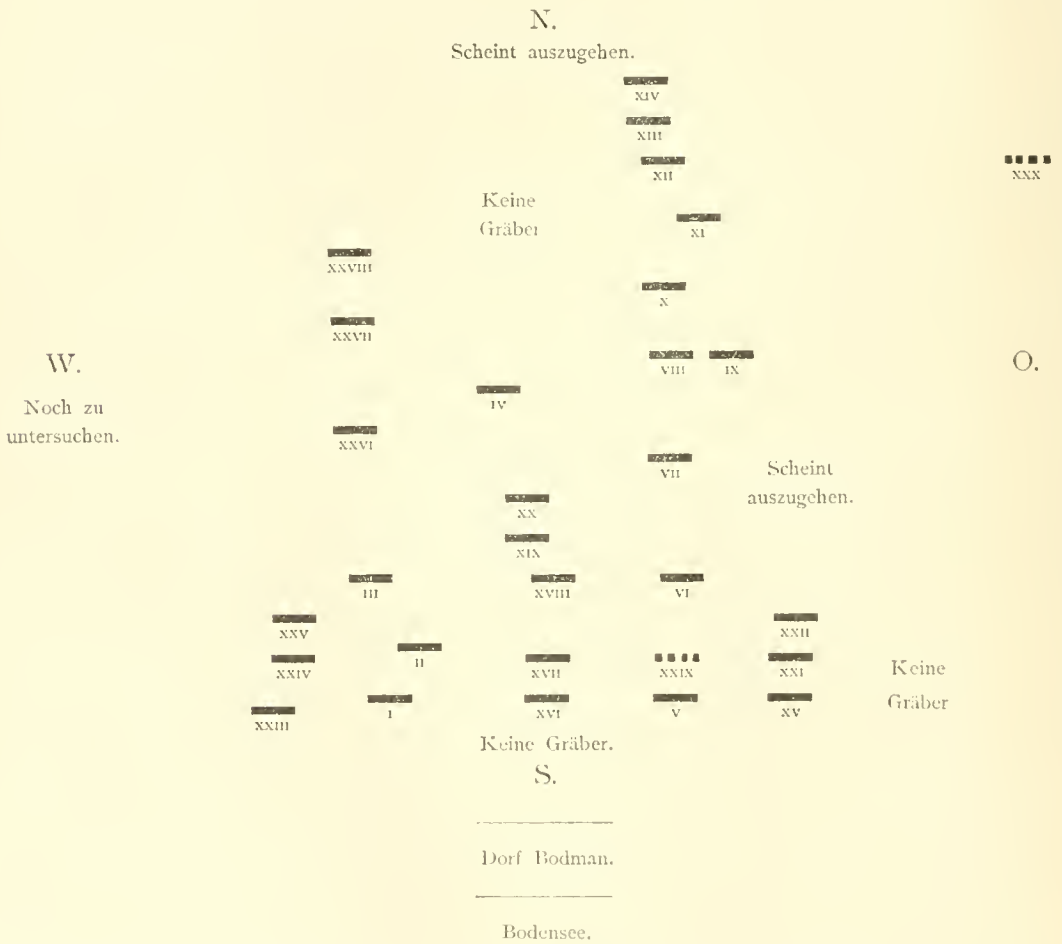 N.
Scheint auszugehen.
XIV
XIII
XII
XXX
Keine
Gräber
XI
XXVIII
X
XXVII
W.
VIII
IX
O.
IV
Noch zu
untersuchen.
XXVI
VII
Scheint
auszugehen.
XX
XIX
III
XVIII
VI
XXV
XXII
II
XXIV
XVII
XXIX
XXI
Keine
Gräber
I
XVI
V
XV
XXIII
Keine Gräber.
S.
Dorf Bodman.
Bodensee.